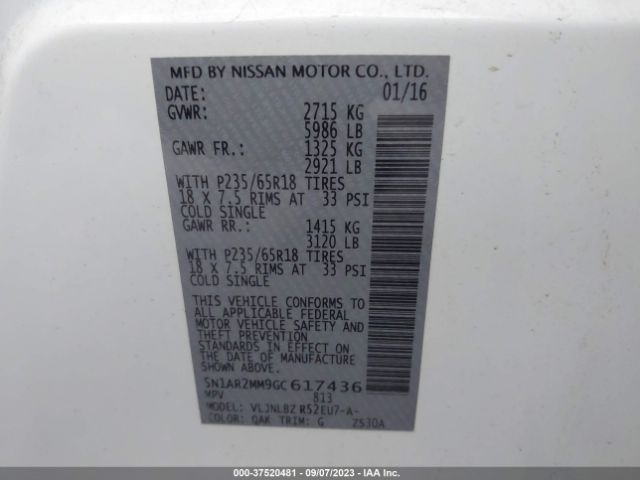 MFD BY NISSAN MOTOR CO., LTD.
DATE: 01/16
GVWR: 2715 KG
5986 LB
GAWR FR.: 1325 KG
2921 LB
WITH P235/65R18 TIRES
18 X 7.5 RIMS AT 33 PSI
COLD SINGLE
GAWR RR.: 1415 KG
3120 LB
WITH P235/65R18 TIRES
18 X 7.5 RIMS AT 33 PSI
COLD SINGLE
THIS VEHICLE CONFORMS TO
ALL APPLICABLE FEDERAL
MOTOR VEHICLE SAFETY AND
THEFT PREVENTION
STANDARDS IN EFFECT ON
THE DATE OF MANUFACTURE
5N1AR2MM9GC617436
MPV 813
MODEL: VLJNLBZ R52EU7-A-
COLOR: QAK TRIM: G ZS30A
000-37520481 - 09/07/2023 - IAA Inc.